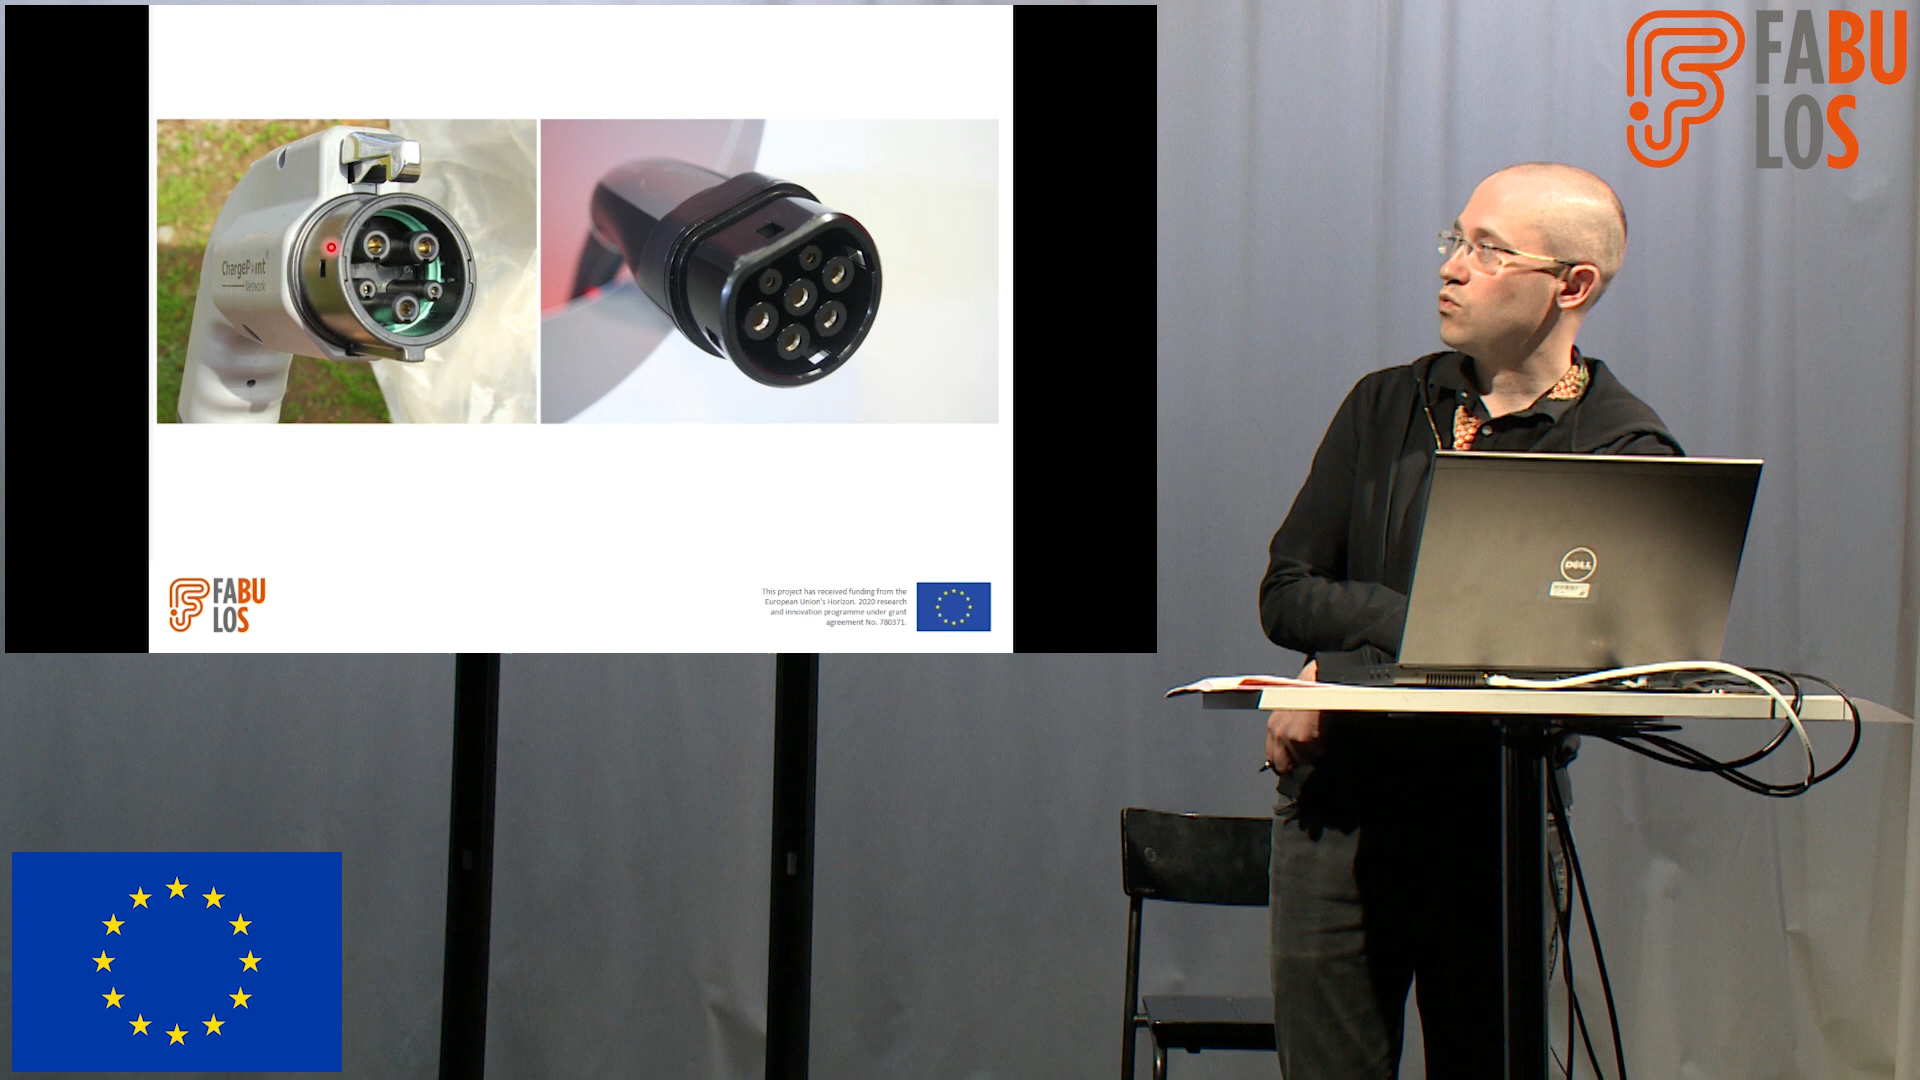 FABU
LOS
ChargePoint
Network
FABU
LOS
This project has received funding from the
European Union's Horizon. 2020 research
and innovation programme under grant
agreement No. 780371.
DELL